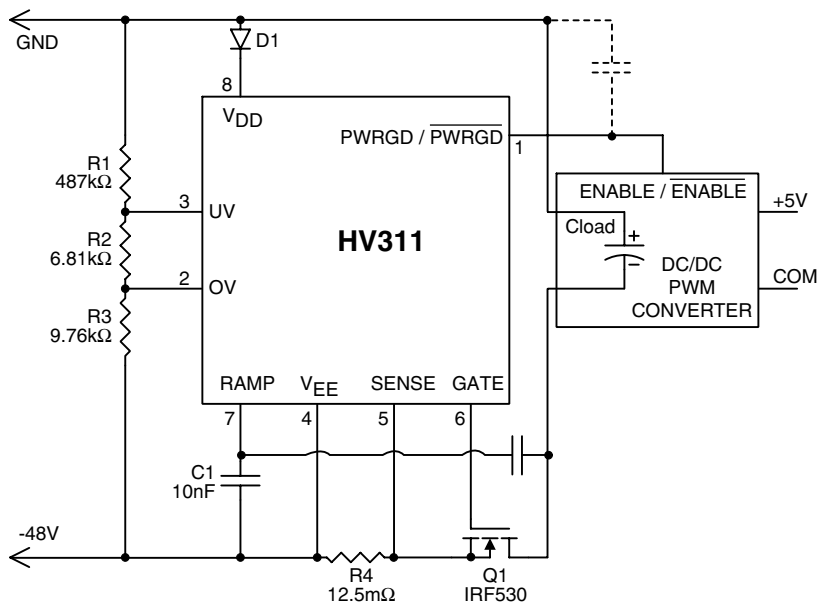 GND
D1
8
VDD
PWRGD / PWRGD
1
R1
487kΩ
3
UV
HV311
ENABLE / ENABLE
+5V
R2
6.81kΩ
Cload
+
−
2
OV
DC/DC
PWM
CONVERTER
COM
R3
9.76kΩ
RAMP
VEE
SENSE
GATE
7
4
5
6
C1
10nF
-48V
R4
12.5mΩ
Q1
IRF530